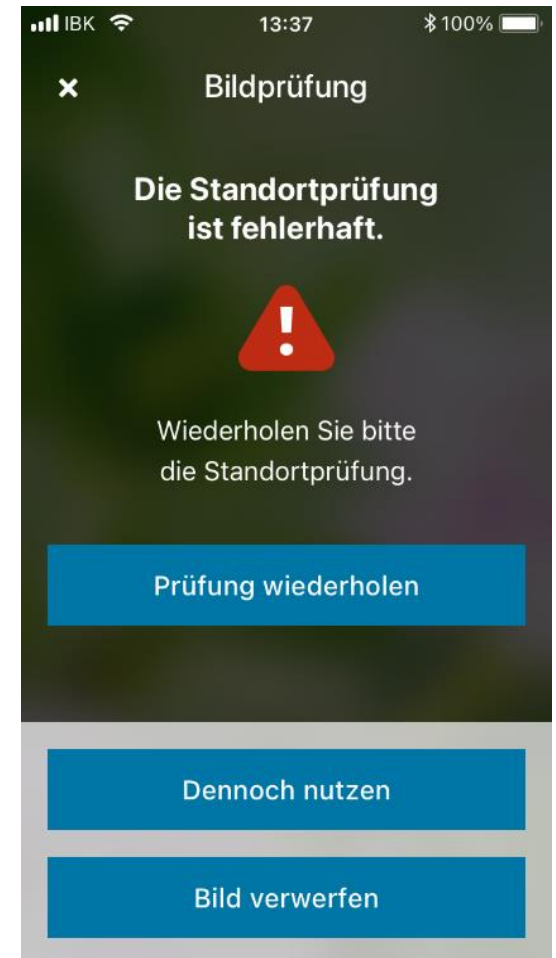 IBK 13:37 100%
× Bildprüfung
Die Standortprüfung
ist fehlerhaft.
!
Wiederholen Sie bitte
die Standortprüfung.
Prüfung wiederholen
Dennoch nutzen
Bild verwerfen